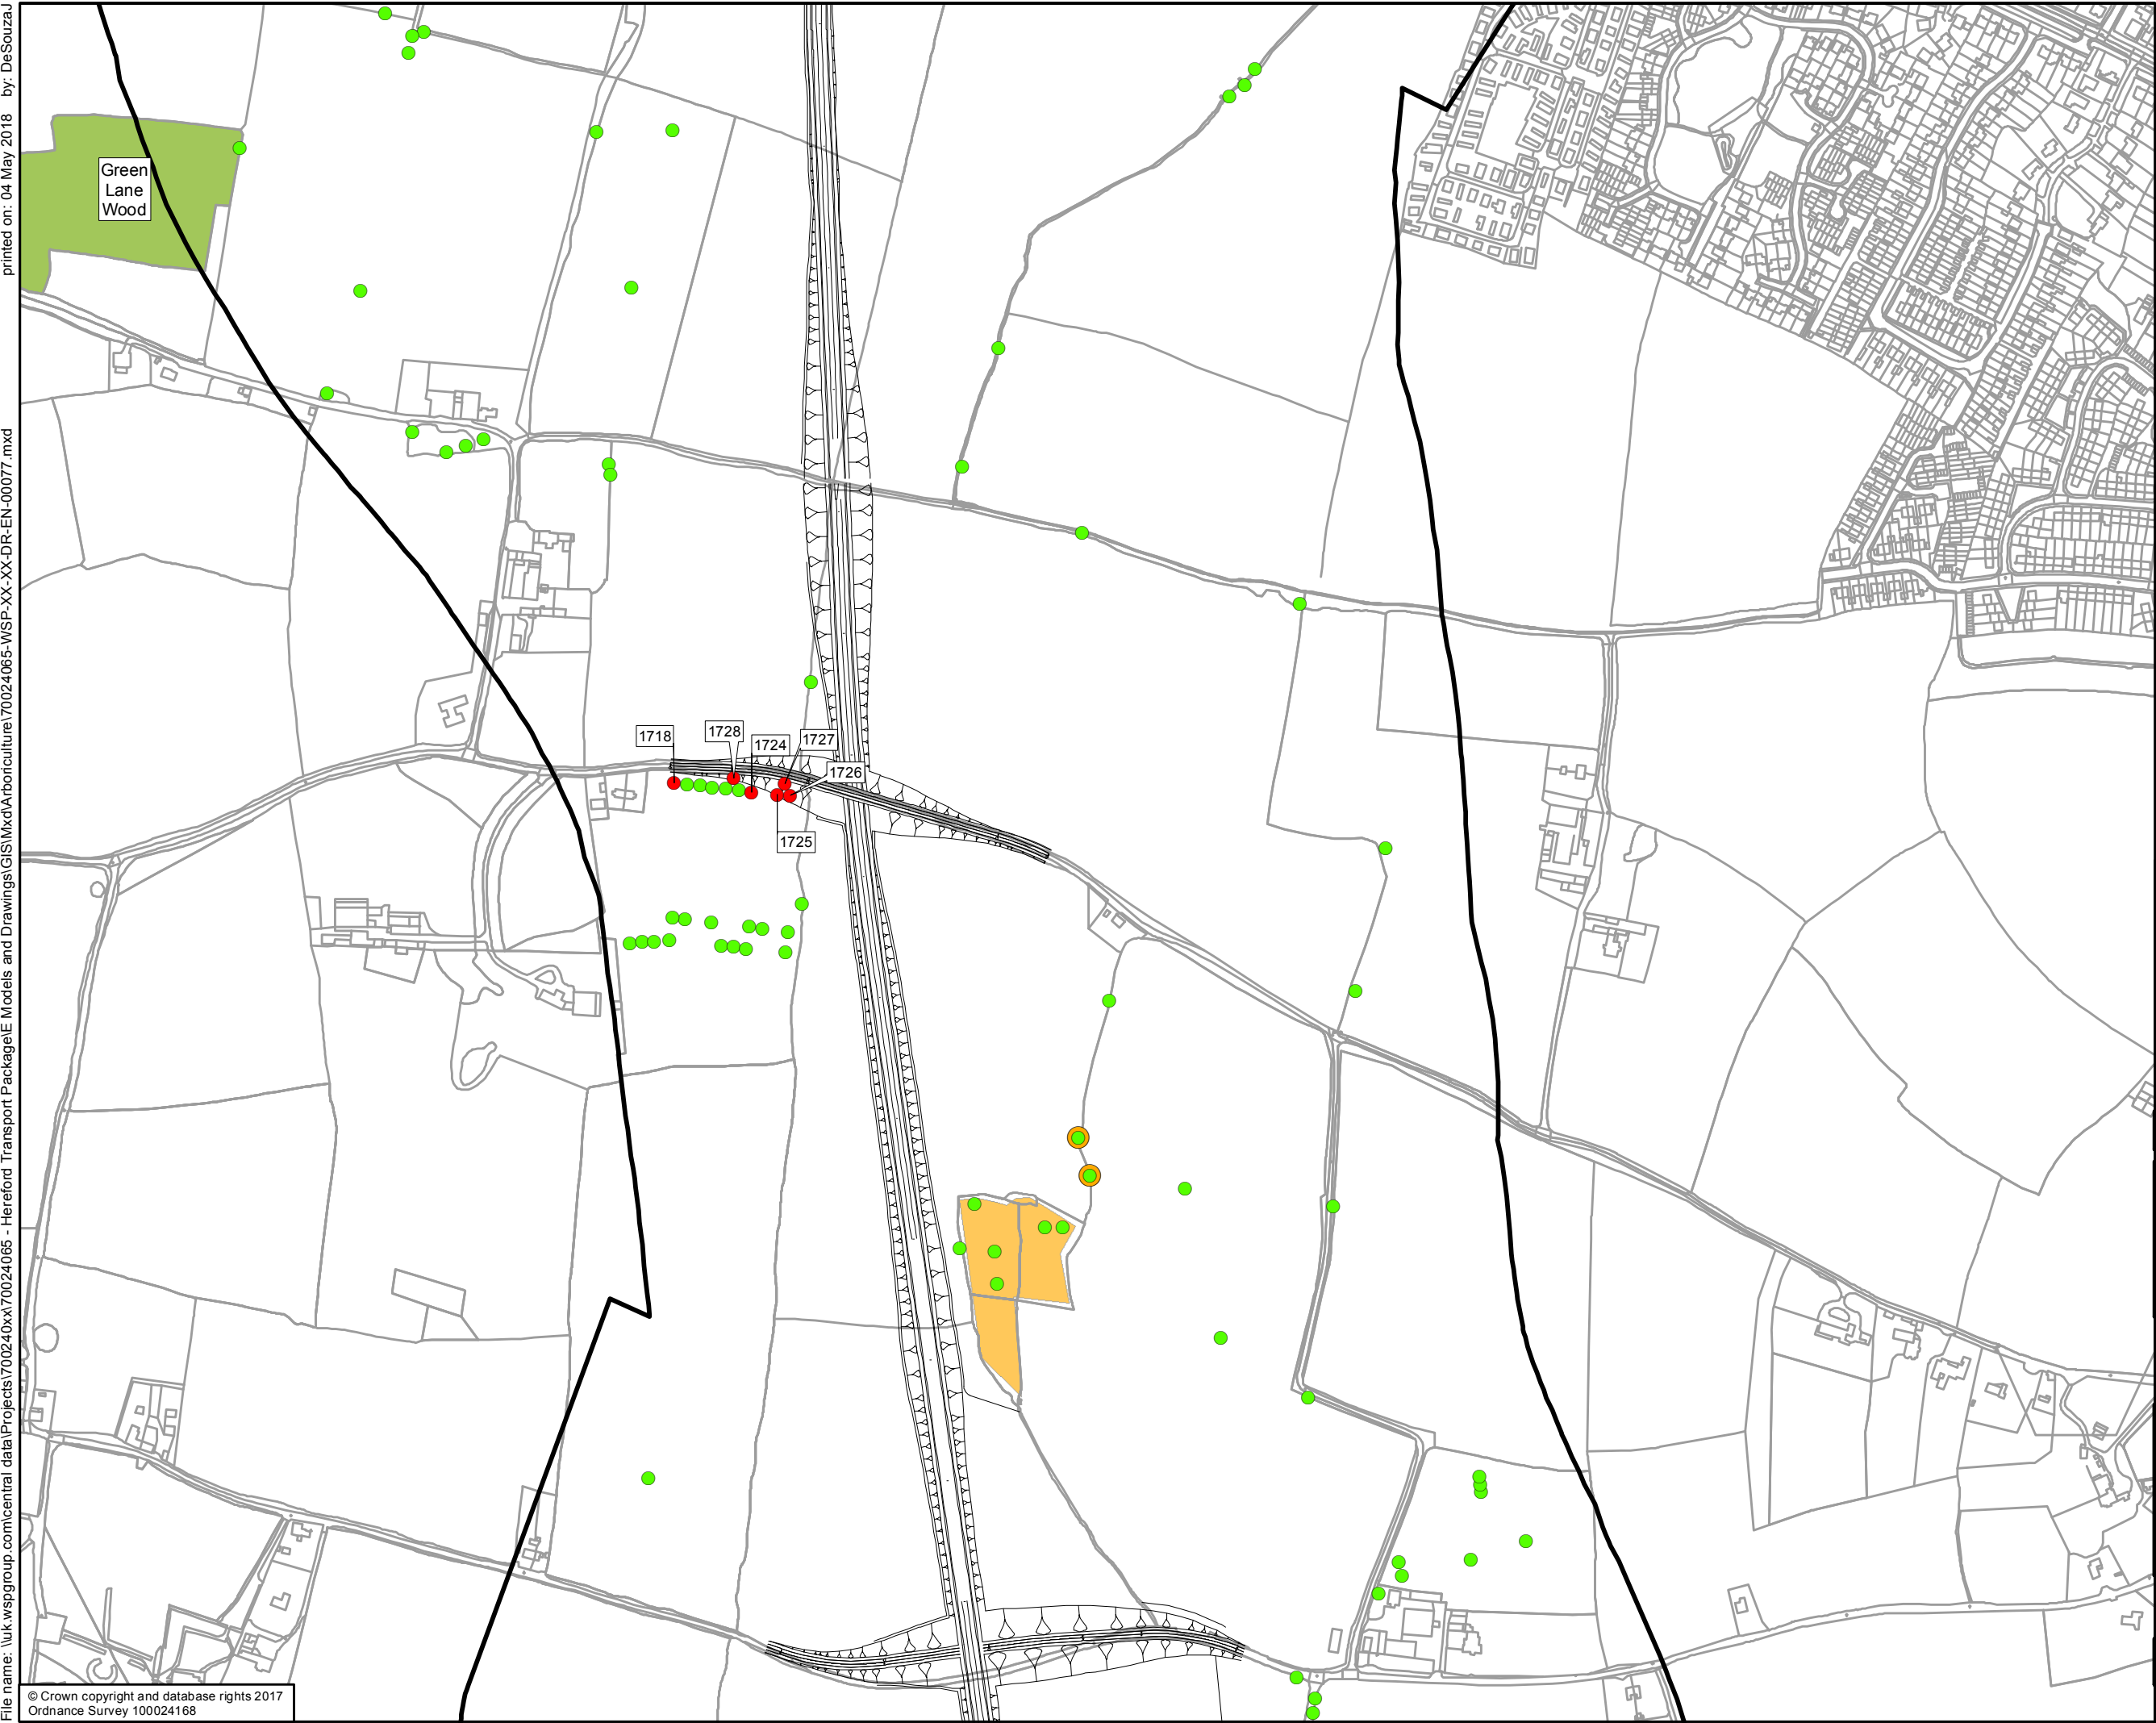 File name: \\uk.wspgroup.com\central data\Projects\700240xx\70024065 - Hereford Transport Package\E Models and Drawings\GIS\Mxd\Arboriculture\70024065-WSP-XX-XX-DR-EN-00077.mxd
printed on: 04 May 2018 by: DeSouzaJ
Green
Lane
Wood
1718
1728
1724
1727
1726
1725
© Crown copyright and database rights 2017
Ordnance Survey 100024168